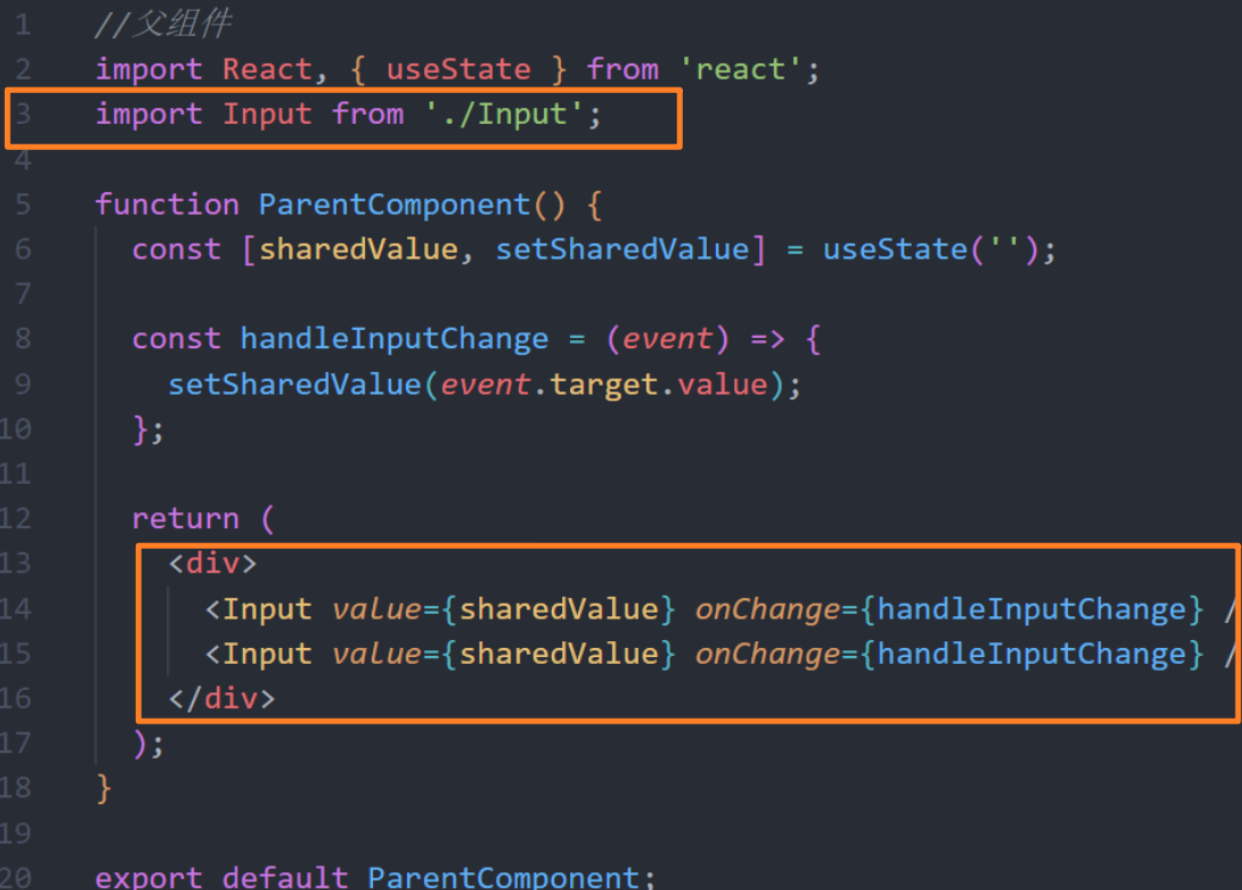 1 //父组件
2 import React, { useState } from 'react';
3 import Input from './Input';
4
5 function ParentComponent() {
6 const [sharedValue, setSharedValue] = useState('');
7
8 const handleInputChange = (event) => {
9 setSharedValue(event.target.value);
10 };
11
12 return (
13 <div>
14 <Input value={sharedValue} onChange={handleInputChange} /
15 <Input value={sharedValue} onChange={handleInputChange} /
16 </div>
17 );
18 }
19
20 export default ParentComponent;